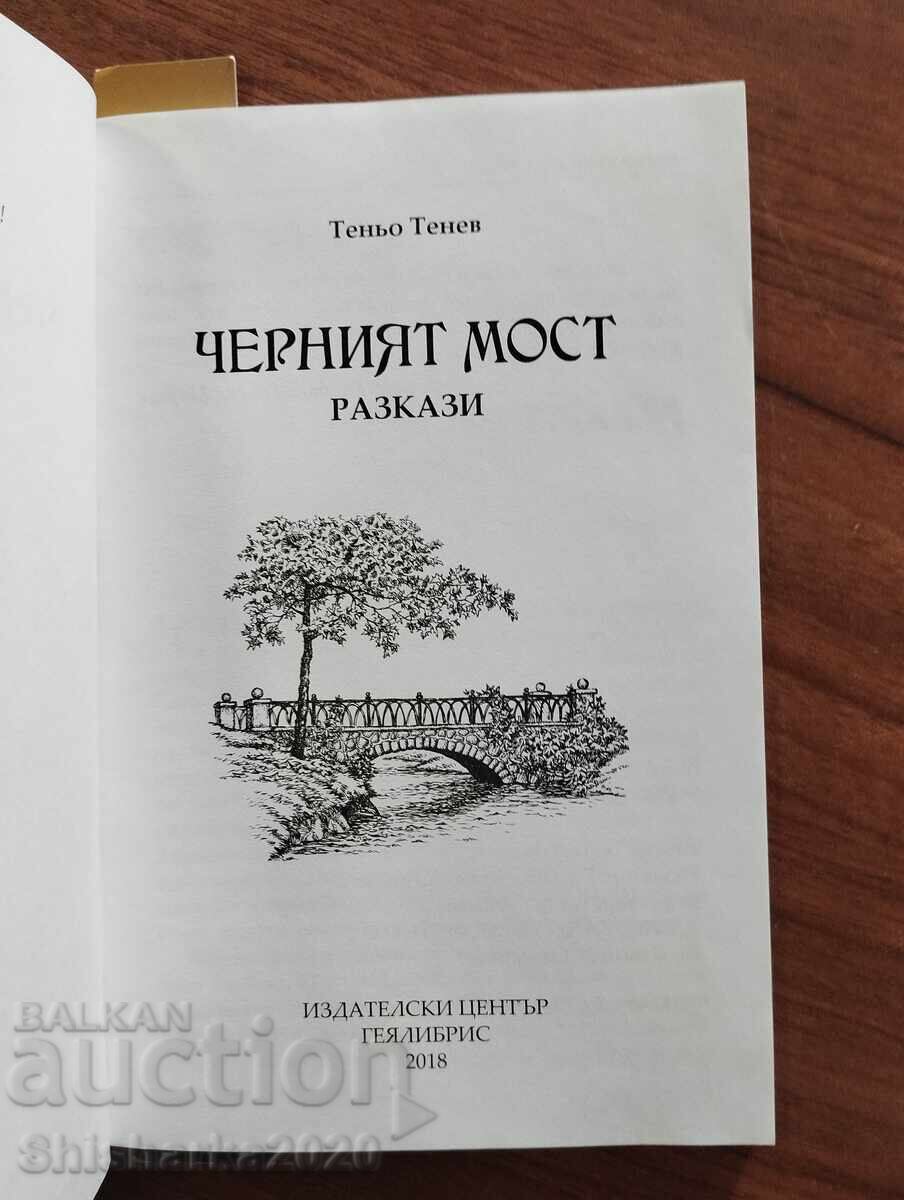 !
Теньо Тенев
ЧЕРНИЯТ МОСТ
РАЗКАЗИ
ИЗДАТЕЛСКИ ЦЕНТЪР
ГЕЯЛИБРИС
2018
BALKAN
auction
Shisharka2020